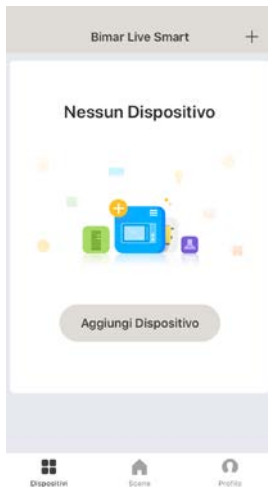 Bimar Live Smart +
Nessun Dispositivo
Aggiungi Dispositivo
Dispositivi Scene Profilo